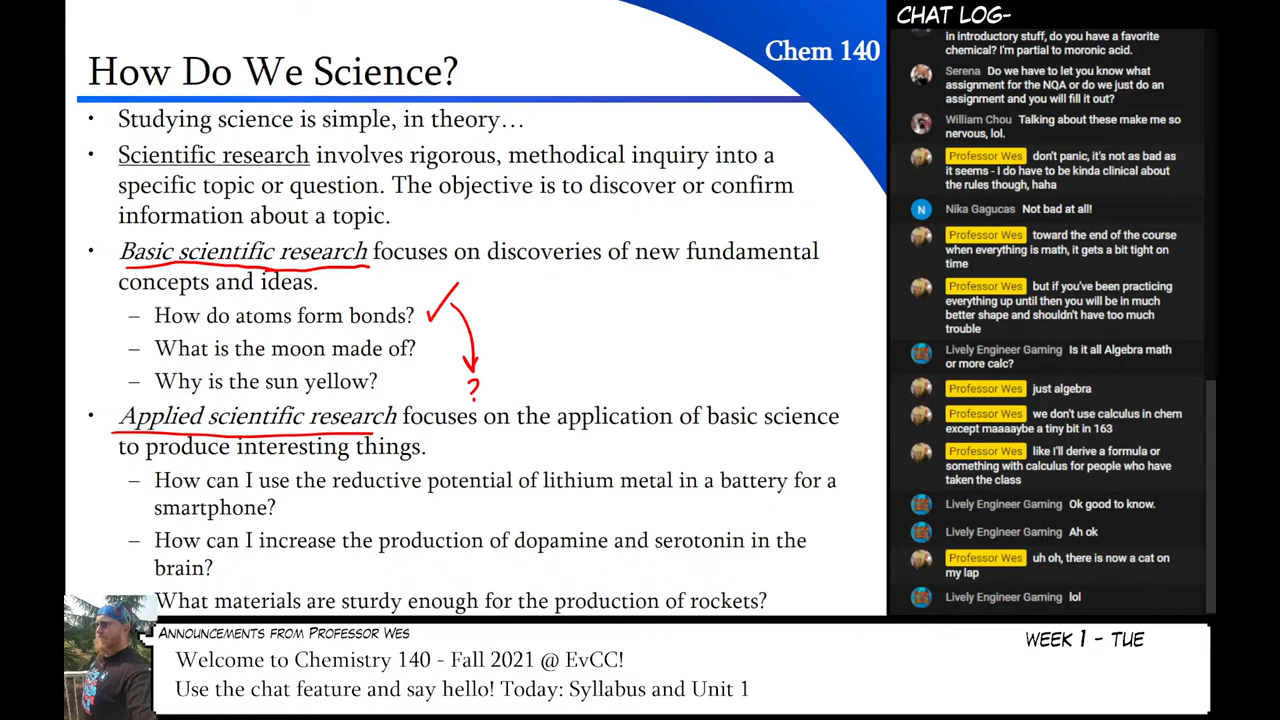 Chem 140
How Do We Science?
• Studying science is simple, in theory…
• Scientific research involves rigorous, methodical inquiry into a
specific topic or question. The objective is to discover or confirm
information about a topic.
• Basic scientific research focuses on discoveries of new fundamental
concepts and ideas.
– How do atoms form bonds?
– What is the moon made of?
– Why is the sun yellow?
?
• Applied scientific research focuses on the application of basic science
to produce interesting things.
– How can I use the reductive potential of lithium metal in a battery for a
smartphone?
– How can I increase the production of dopamine and serotonin in the
brain?
What materials are sturdy enough for the production of rockets?
CHAT LOG-
in introductory stuff, do you have a favorite
chemical? I'm partial to moronic acid.
Serena Do we have to let you know what
assignment for the NQA or do we just do an
assignment and you will fill it out?
William Chou Talking about these make me so
nervous, lol.
Professor Wes don't panic, it's not as bad as
it seems - I do have to be kinda clinical about
the rules though, haha
N Nika Gagucas Not bad at all!
Professor Wes toward the end of the course
when everything is math, it gets a bit tight on
time
Professor Wes but if you've been practicing
everything up until then you will be in much
better shape and shouldn't have too much
trouble
Lively Engineer Gaming Is it all Algebra math
or more calc?
Professor Wes just algebra
Professor Wes we don't use calculus in chem
except maaaaybe a tiny bit in 163
Professor Wes like I'll derive a formula or
something with calculus for people who have
taken the class
Lively Engineer Gaming Ok good to know.
Lively Engineer Gaming Ah ok
Professor Wes uh oh, there is now a cat on
my lap
Lively Engineer Gaming lol
Announcements from Professor Wes
WEEK 1 - TUE
Welcome to Chemistry 140 - Fall 2021 @ EvCC!
Use the chat feature and say hello! Today: Syllabus and Unit 1